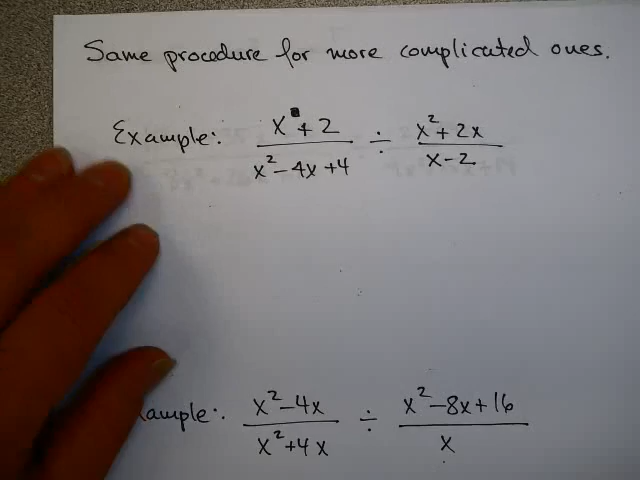 Same procedure for more complicated ones.
Example: (x + 2)/(x² - 4x + 4) ÷ (x² + 2x)/(x - 2)
ample: (x² - 4x)/(x² + 4x) ÷ (x² - 8x + 16)/x